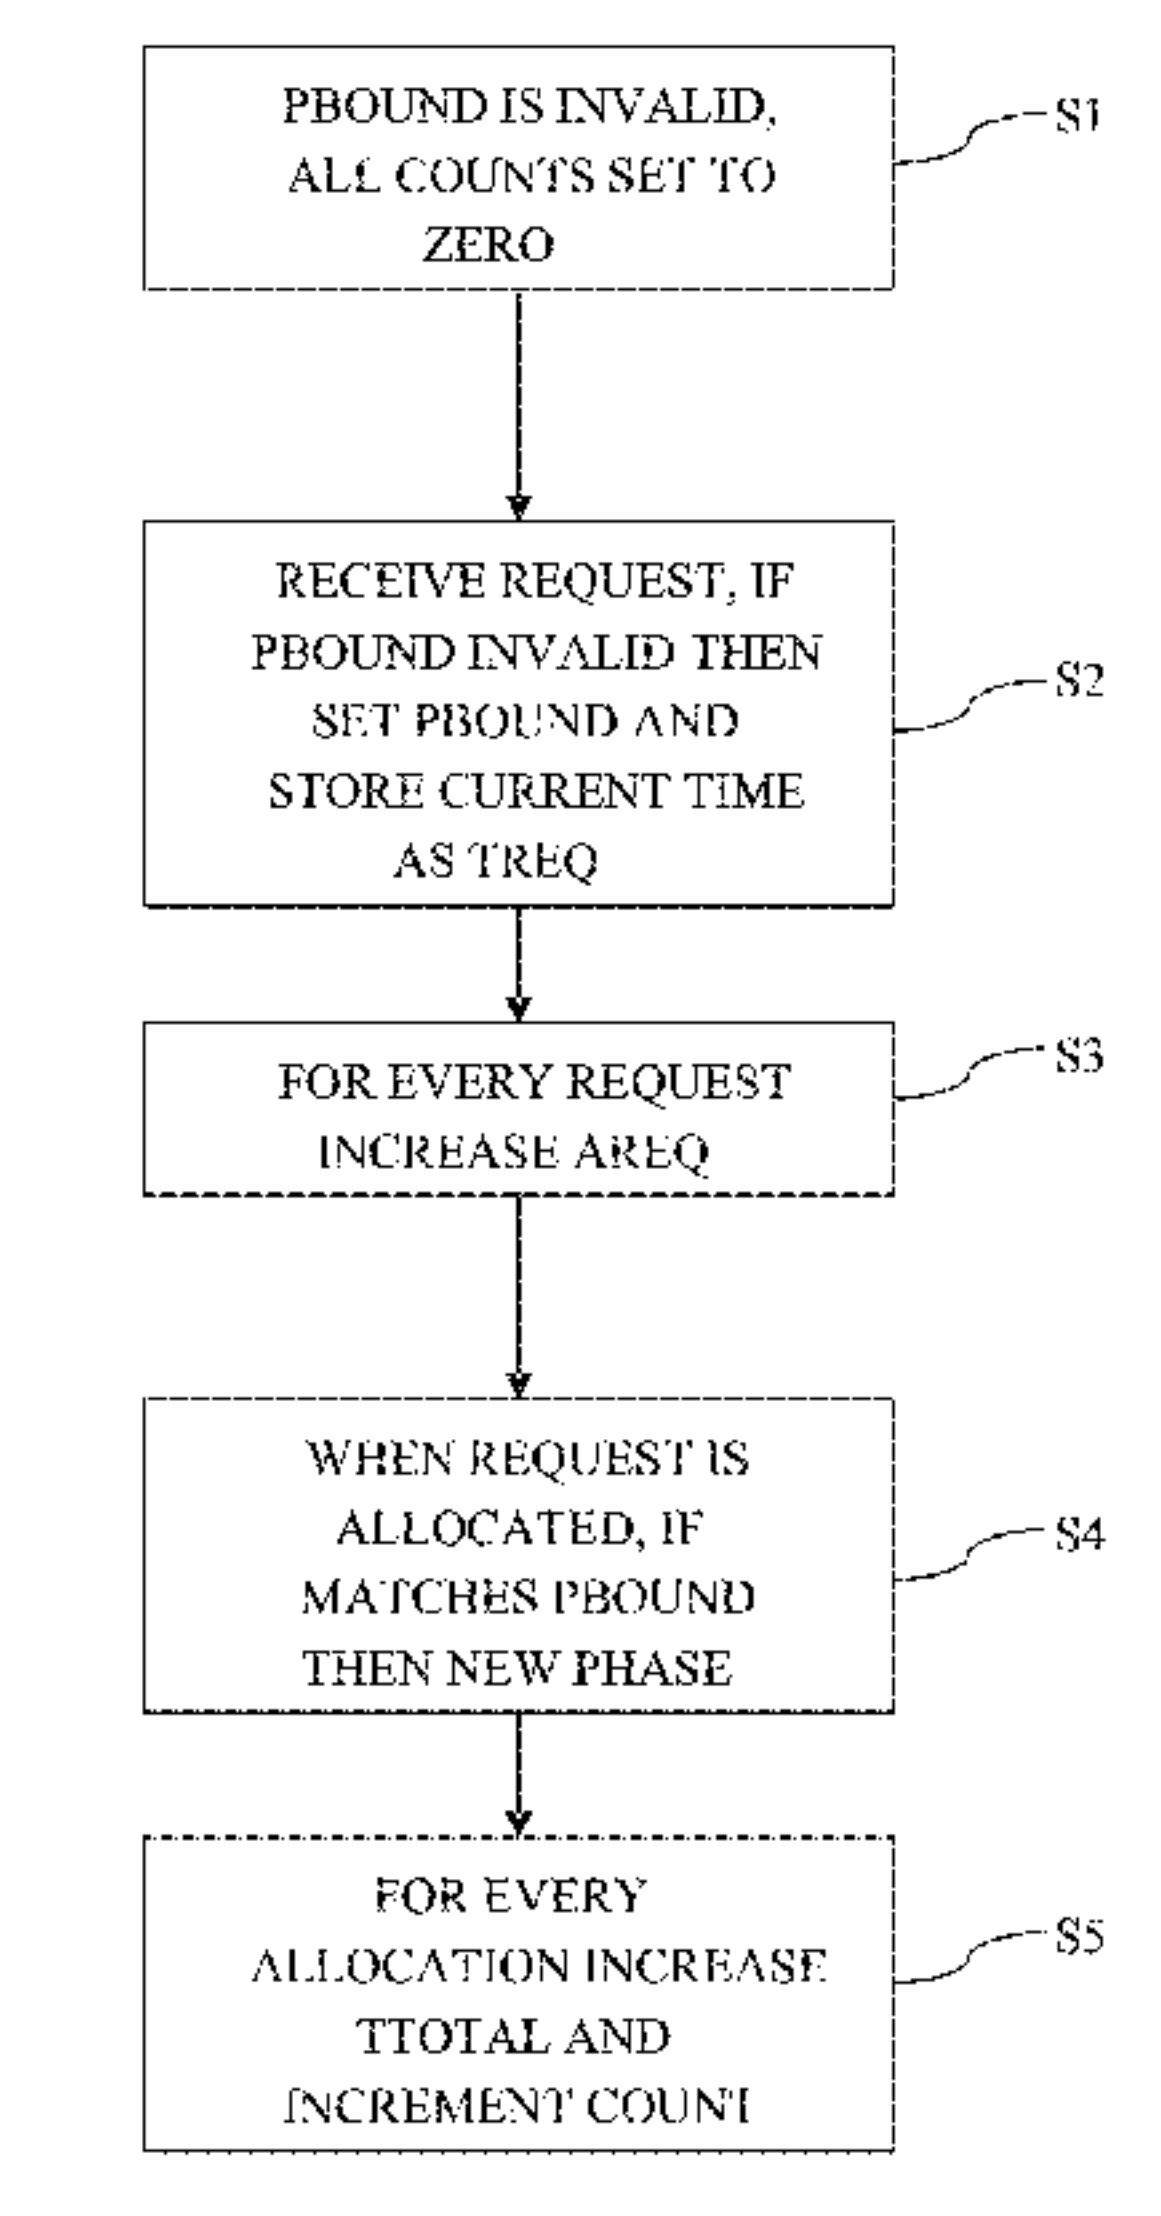 PBOUND IS INVALID,
ALL COUNTS SET TO
ZERO
S1
RECEIVE REQUEST, IF
PBOUND INVALID THEN
SET PBOUND AND
STORE CURRENT TIME
AS TREQ
S2
FOR EVERY REQUEST
INCREASE AREQ
S3
WHEN REQUEST IS
ALLOCATED, IF
MATCHES PBOUND
THEN NEW PHASE
S4
FOR EVERY
ALLOCATION INCREASE
TTOTAL AND
INCREMENT COUNT
S5